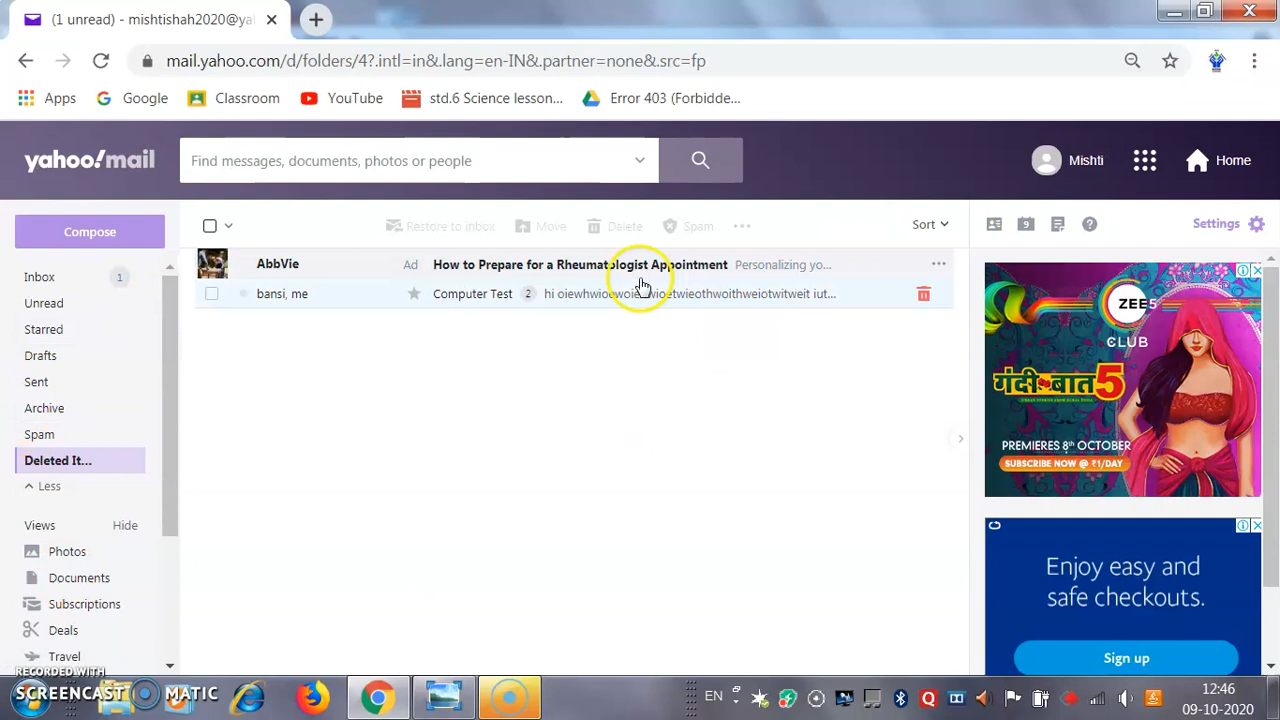 (1 unread) - mishtishah2020@ya
mail.yahoo.com/d/folders/4?.intl=in&.lang=en-IN&.partner=none&.src=fp
Apps Google Classroom YouTube std.6 Science lesson... Error 403 (Forbidde...
yahoo!mail
Find messages, documents, photos or people
Mishti
Home
Compose
Restore to inbox Move Delete Spam ••• Sort
9
Settings
Inbox 1
Unread
Starred
Drafts
Sent
Archive
Spam
Deleted It...
Less
Views Hide
Photos
Documents
Subscriptions
Deals
Travel
AbbVie Ad How to Prepare for a Rheumatologist Appointment Personalizing yo... •••
bansi, me Computer Test 2
ZEE5
CLUB
गंदी बात 5
PREMIERES 8th OCTOBER
SUBSCRIBE NOW @ ₹1/DAY
Enjoy easy and
safe checkouts.
Sign up
RECORDED WITH
SCREENCAST MATIC
EN
12:46
09-10-2020